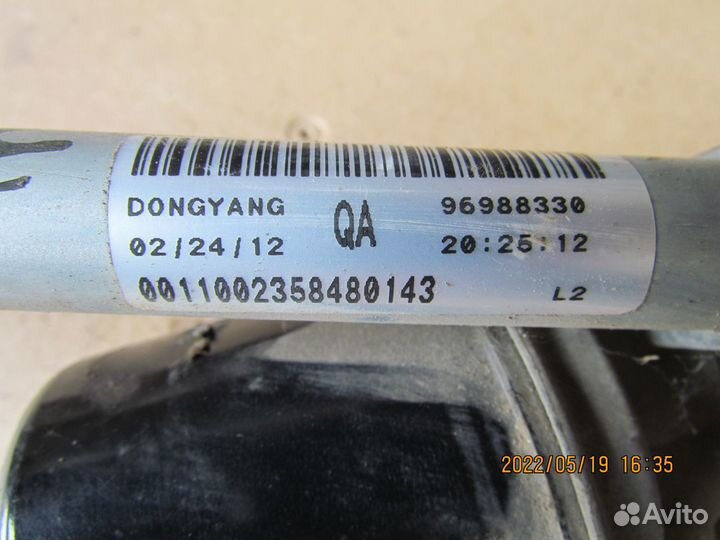 DONGYANG QA 96988330
02/24/12 20:25:12
0011002358480143 L2
2022/05/19 16:35
Avito